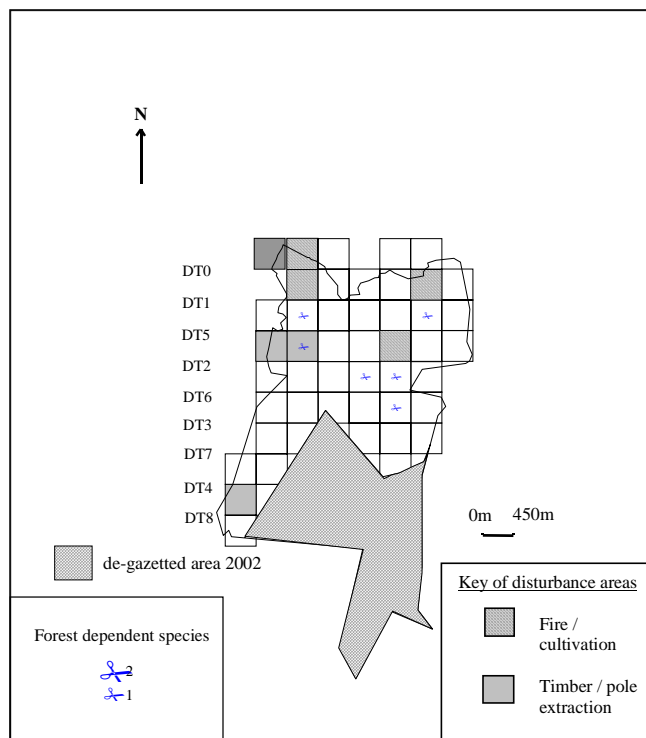 N
DT0
DT1
DT5
DT2
DT6
DT3
DT7
DT4
DT8
0m 450m
de-gazetted area 2002
Key of disturbance areas
Fire /
cultivation
Timber / pole
extraction
Forest dependent species
2
1